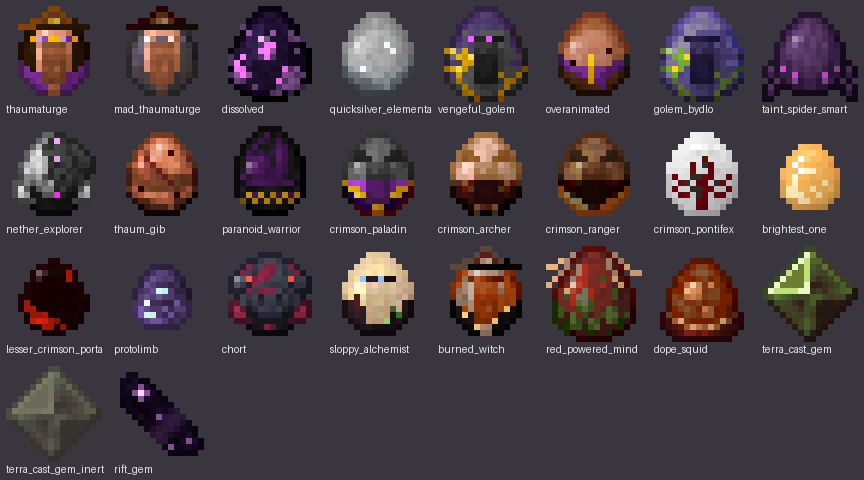 thaumaturge mad_thaumaturge dissolved quicksilver_elementa vengeful_golem overanimated golem_bydlo taint_spider_smart
nether_explorer thaum_gib paranoid_warrior crimson_paladin crimson_archer crimson_ranger crimson_pontifex brightest_one
lesser_crimson_porta protolimb chort sloppy_alchemist burned_witch red_powered_mind dope_squid terra_cast_gem
terra_cast_gem_inert rift_gem